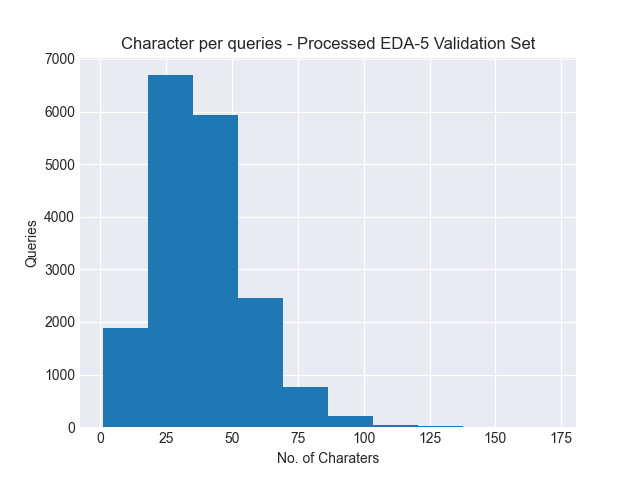 Character per queries - Processed EDA-5 Validation Set
7000
6000
5000
4000
3000
2000
1000
0
Queries
0 25 50 75 100 125 150 175
No. of Charaters